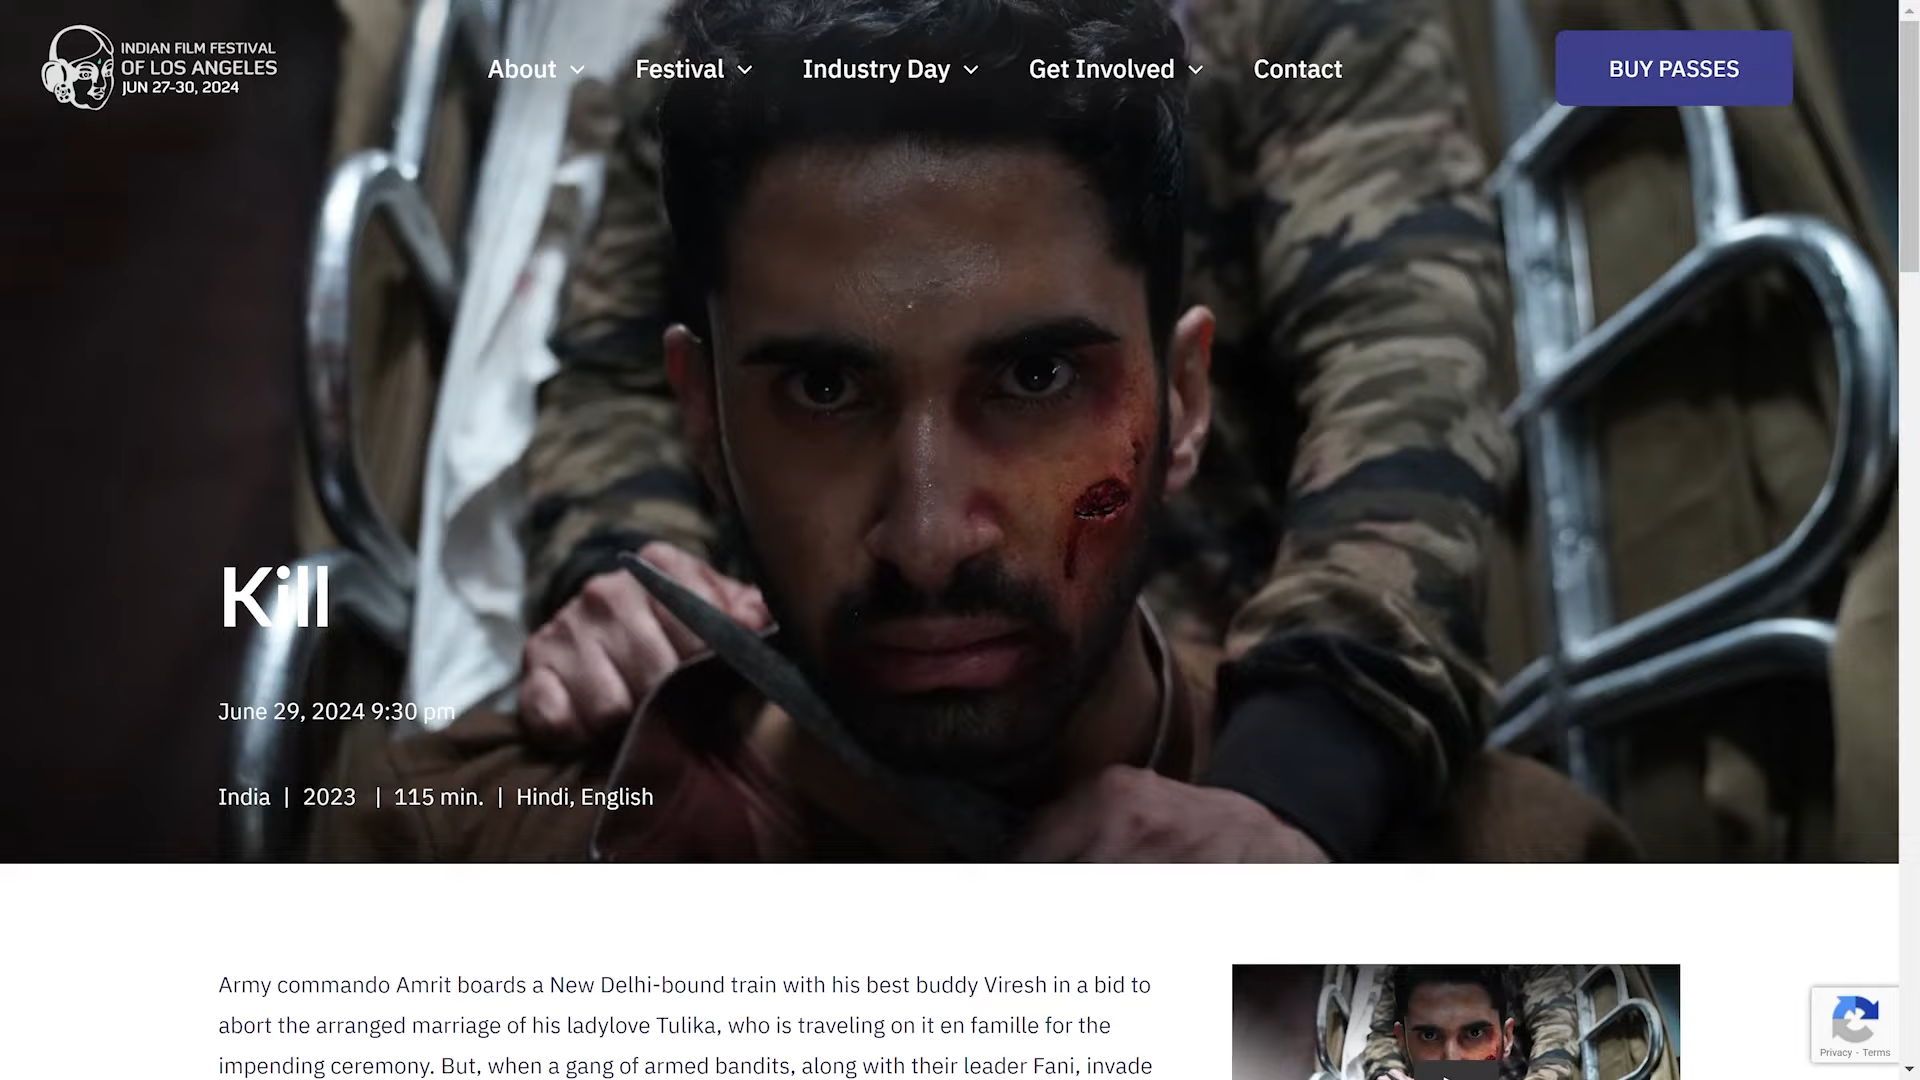 INDIAN FILM FESTIVAL
OF LOS ANGELES
JUN 27-30, 2024
About
Festival
Industry Day
Get Involved
Contact
BUY PASSES
Kill
June 29, 2024 9:30 pm
India | 2023 | 115 min. | Hindi, English
Army commando Amrit boards a New Delhi-bound train with his best buddy Viresh in a bid to
abort the arranged marriage of his ladylove Tulika, who is traveling on it en famille for the
impending ceremony. But, when a gang of armed bandits, along with their leader Fani, invade
Privacy - Terms